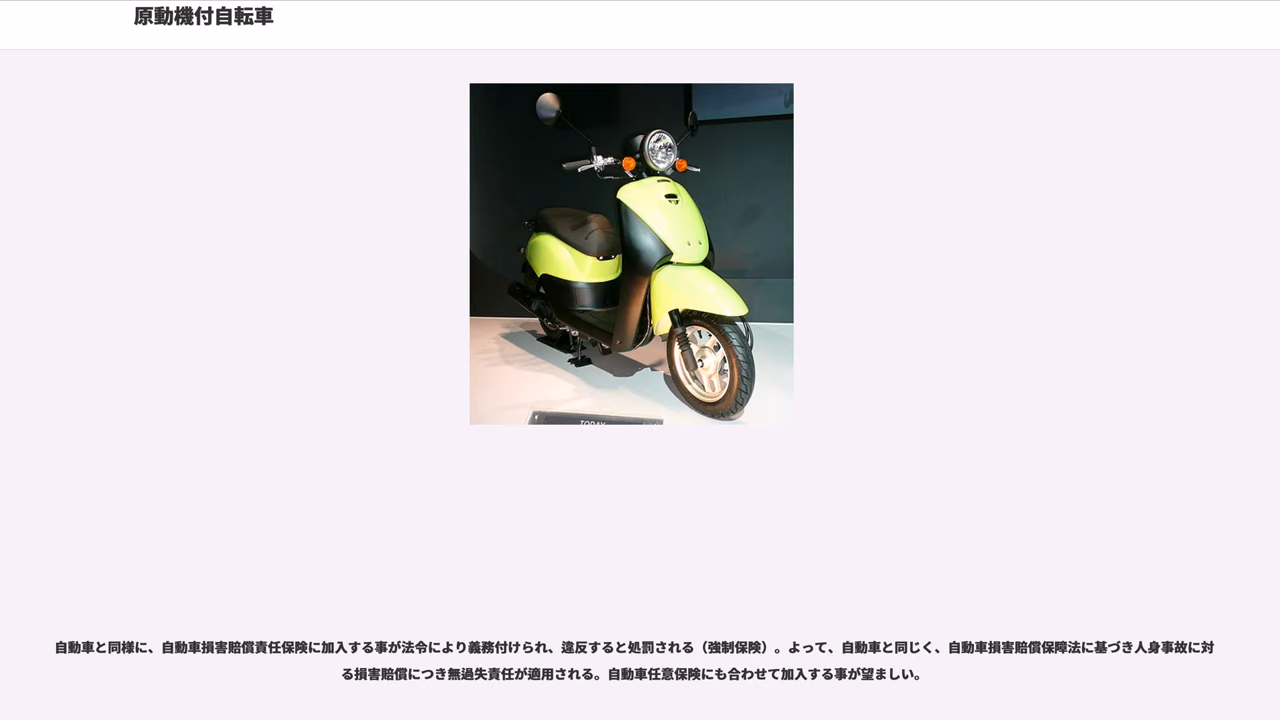 原動機付自転車
TODAY
自動車と同様に、自動車損害賠償責任保険に加入する事が法令により義務付けられ、違反すると処罰される（強制保険）。よって、自動車と同じく、自動車損害賠償保障法に基づき人身事故に対
る損害賠償につき無過失責任が適用される。自動車任意保険にも合わせて加入する事が望ましい。